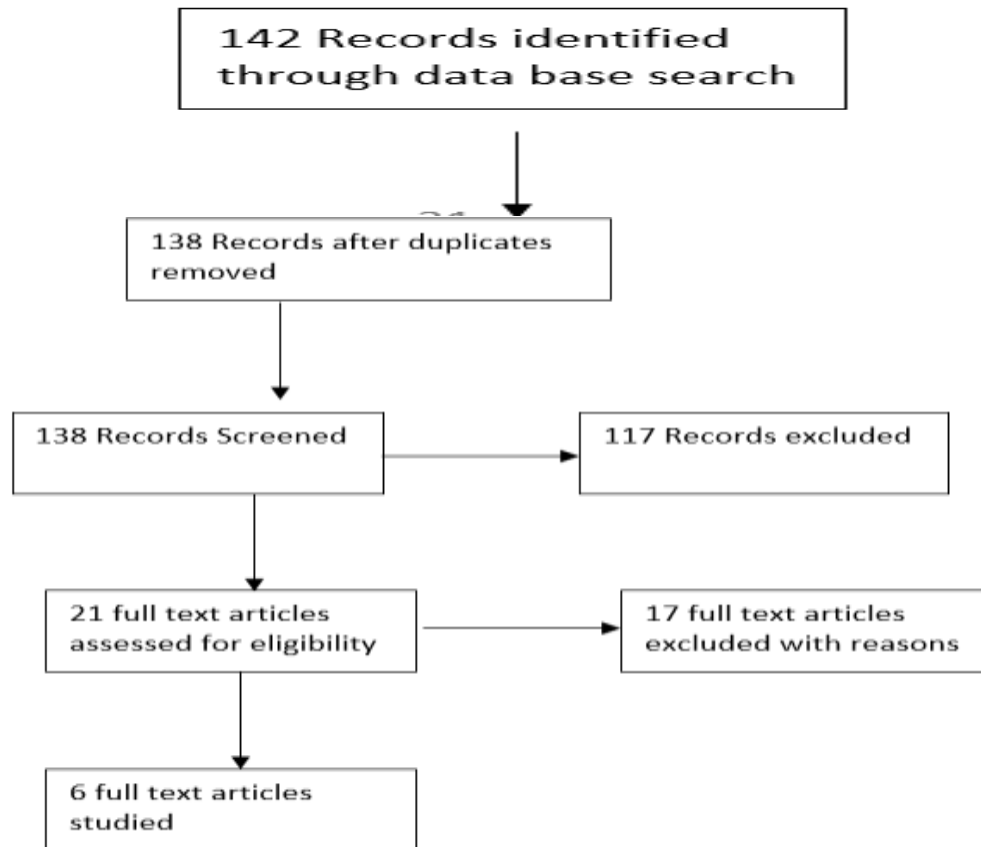 142 Records identified
through data base search
138 Records after duplicates
removed
138 Records Screened
117 Records excluded
21 full text articles
assessed for eligibility
17 full text articles
excluded with reasons
6 full text articles
studied